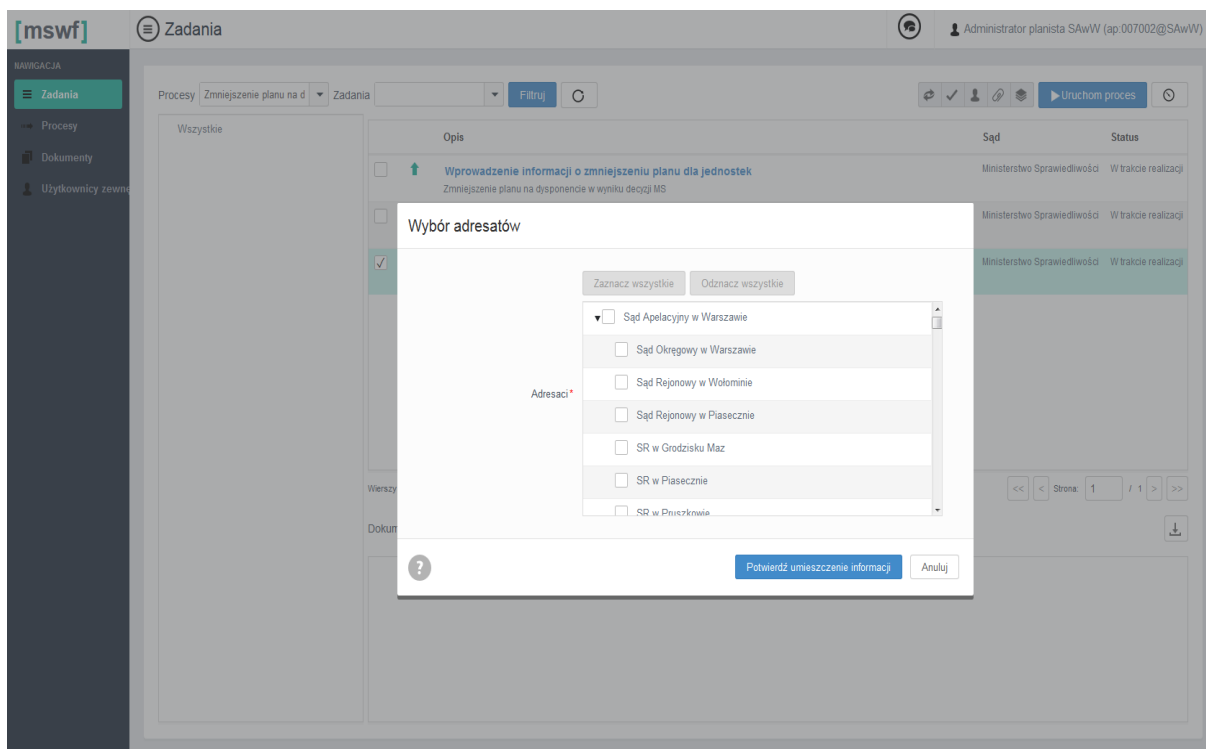 [mswf]
Zadania
Administrator planista SAwW (ap:007002@SAwW)
NAWIGACJA
Zadania
Procesy
Dokumenty
Użytkownicy zewnę
Procesy Zmniejszenie planu na d Zadania Filtruj Uruchom proces
Wszystkie
Opis Sąd Status
Wprowadzenie informacji o zmniejszeniu planu dla jednostek Ministerstwo Sprawiedliwości W trakcie realizacji
Zmniejszenie planu na dysponencie w wyniku decyzji MS
Ministerstwo Sprawiedliwości W trakcie realizacji
Ministerstwo Sprawiedliwości W trakcie realizacji
Wybór adresatów
Zaznacz wszystkie Odznacz wszystkie
Adresaci*
Sąd Apelacyjny w Warszawie
Sąd Okręgowy w Warszawie
Sąd Rejonowy w Wołominie
Sąd Rejonowy w Piasecznie
SR w Grodzisku Maz
SR w Piasecznie
SR w Pruszkowie
Wierszy << < Strona: 1 / 1 > >>
Dokum
? Potwierdź umieszczenie informacji Anuluj